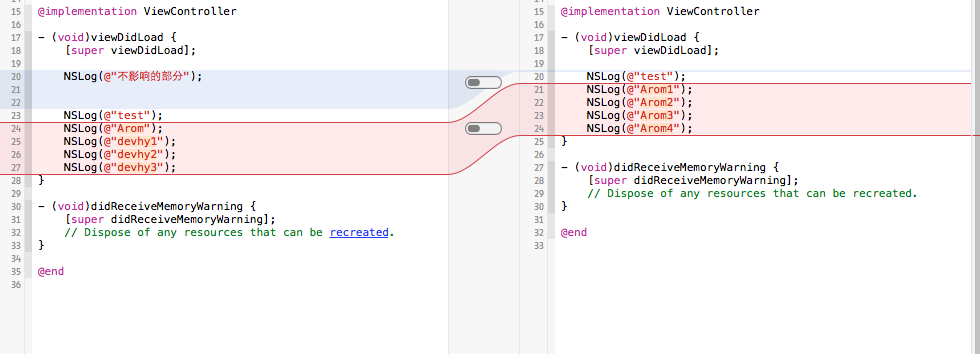 15 @implementation ViewController
16
17 - (void)viewDidLoad {
18 [super viewDidLoad];
19
20 NSLog(@"不影响的部分");
21
22
23 NSLog(@"test");
24 NSLog(@"Arom");
25 NSLog(@"devhy1");
26 NSLog(@"devhy2");
27 NSLog(@"devhy3");
28 }
29
30 - (void)didReceiveMemoryWarning {
31 [super didReceiveMemoryWarning];
32 // Dispose of any resources that can be recreated.
33 }
34
35 @end
36
15 @implementation ViewController
16
17 - (void)viewDidLoad {
18 [super viewDidLoad];
19
20 NSLog(@"test");
21 NSLog(@"Arom1");
22 NSLog(@"Arom2");
23 NSLog(@"Arom3");
24 NSLog(@"Arom4");
25 }
26
27 - (void)didReceiveMemoryWarning {
28 [super didReceiveMemoryWarning];
29 // Dispose of any resources that can be recreated.
30 }
31
32 @end
33